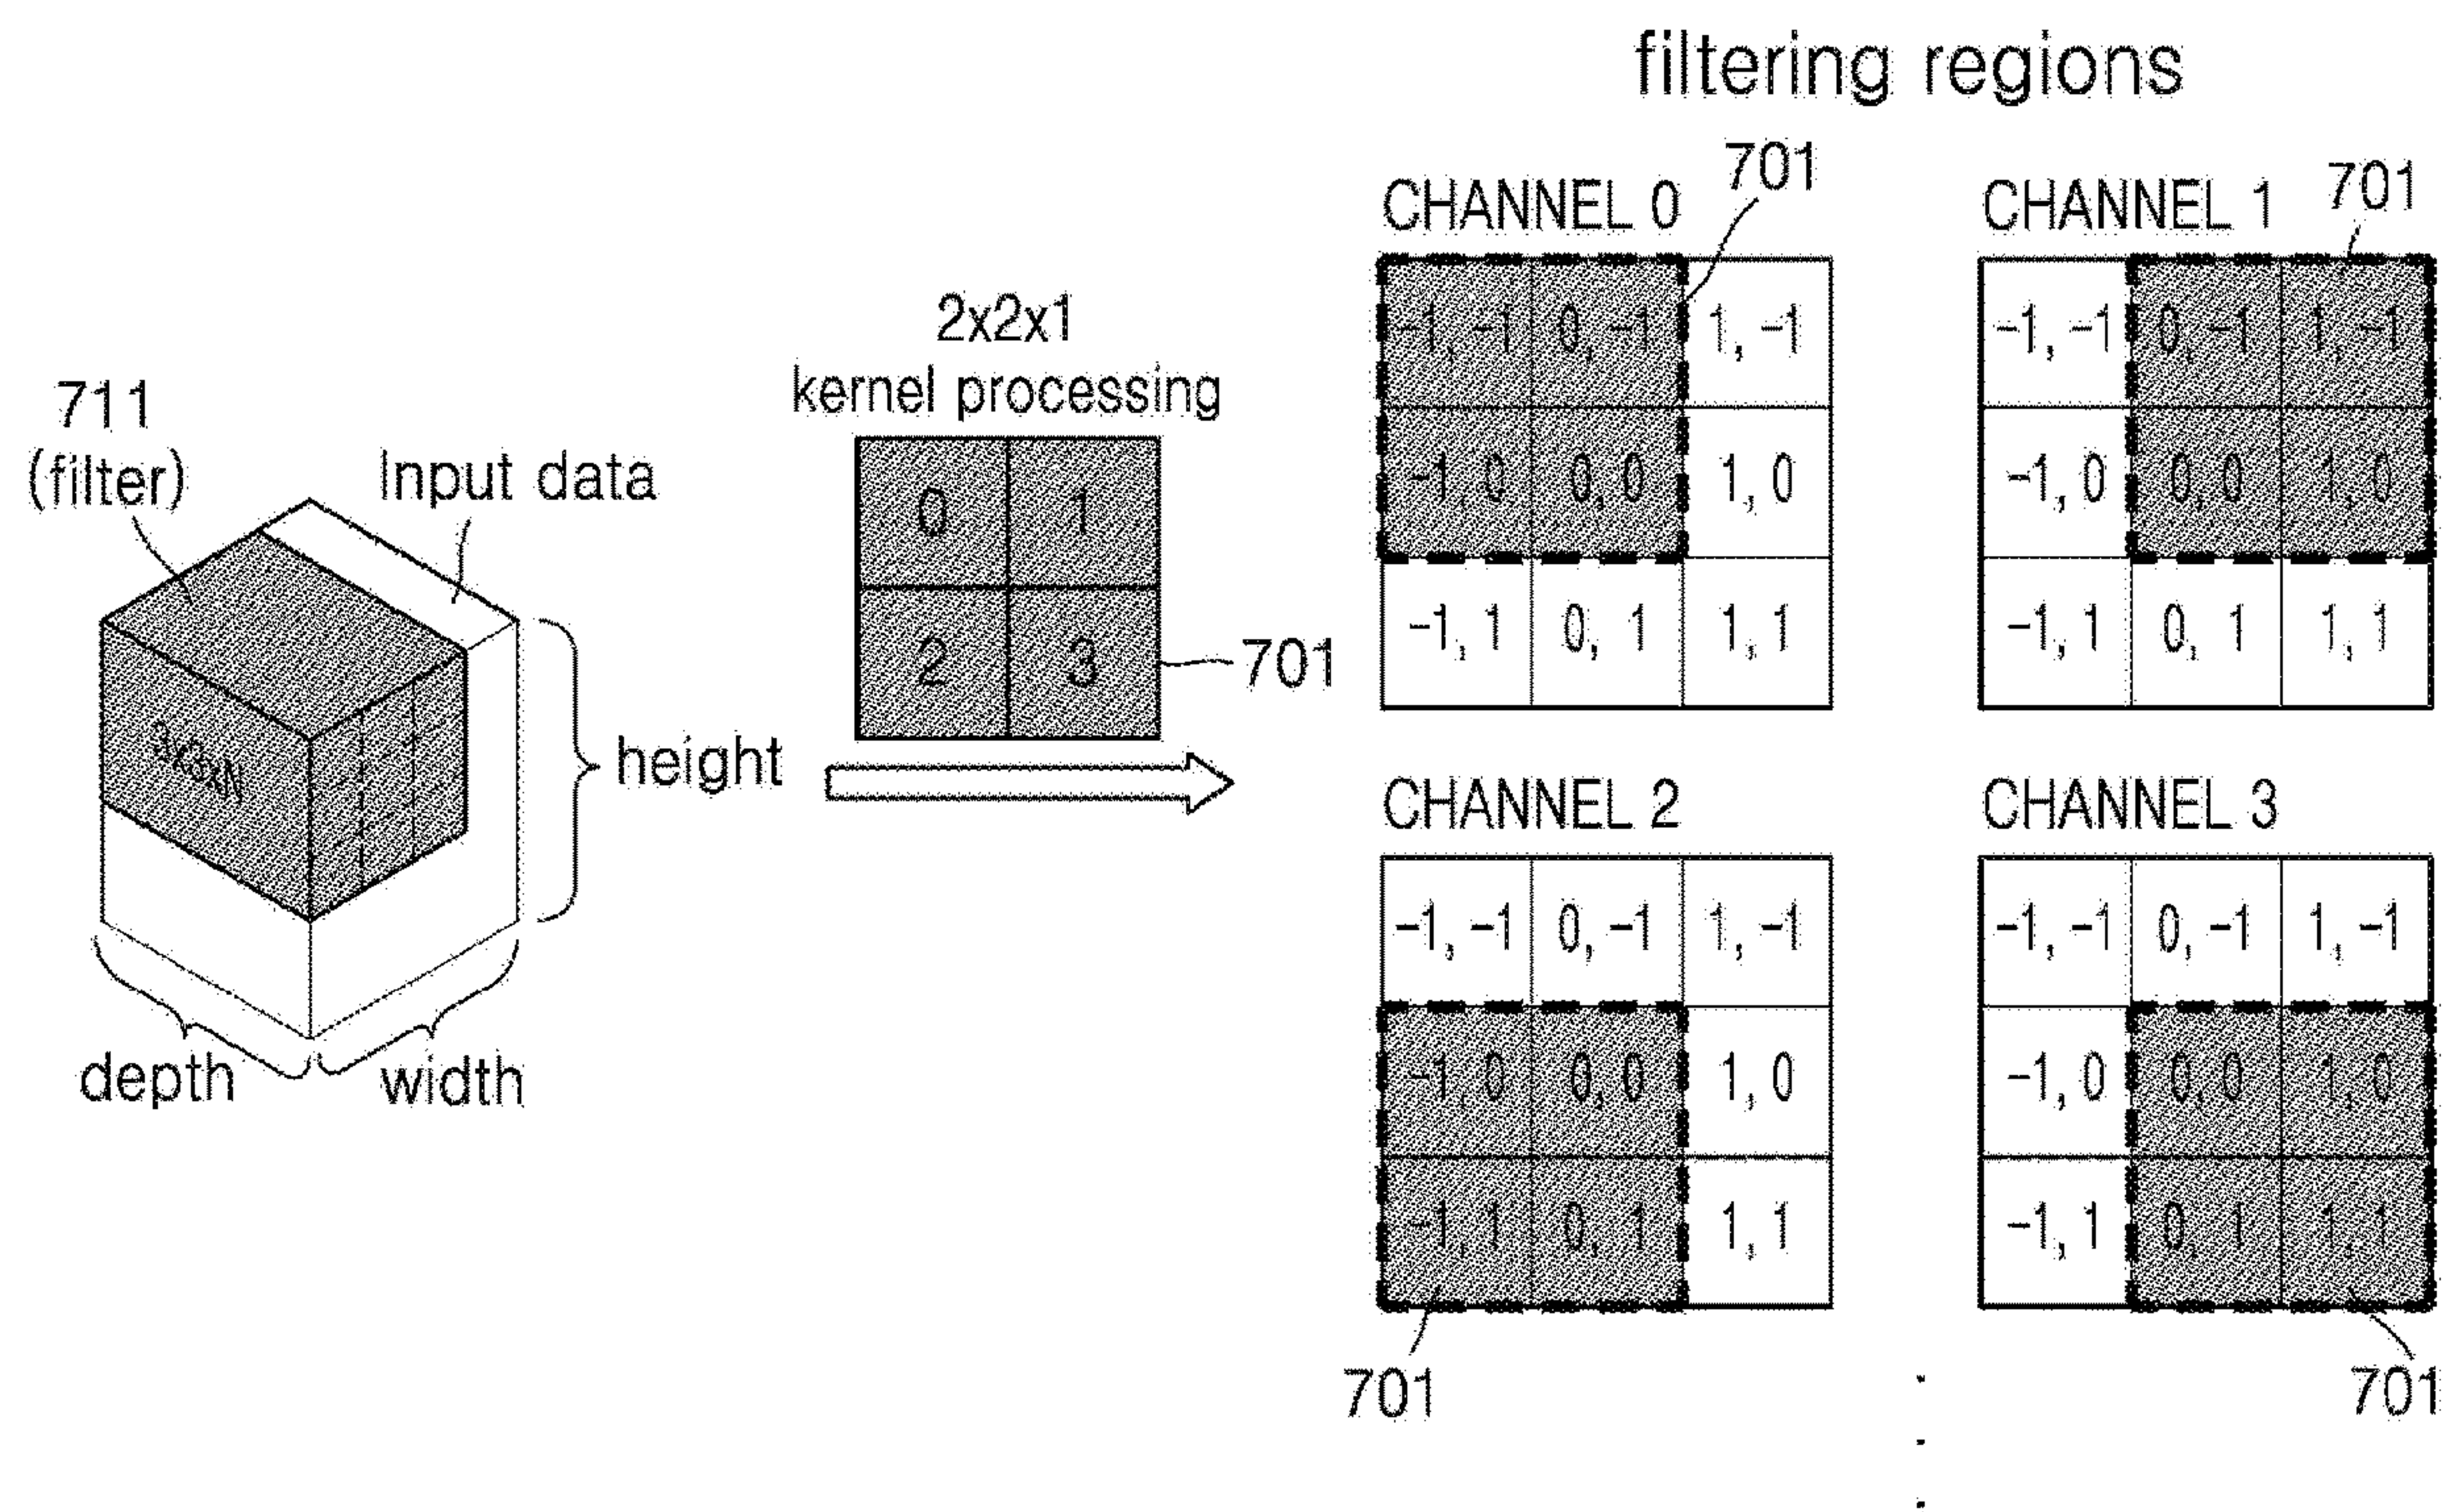 filtering regions
701
CHANNEL 0
CHANNEL 1
701
2x2x1
kernel processing
711
(filter)
Input data
0 1
2 3
701
3x3xN
height
depth
width
-1, -1 0, -1 1, -1
-1, 0 0, 0 1, 0
-1, 1 0, 1 1, 1
-1, -1 0, -1 1, -1
-1, 0 0, 0 1, 0
-1, 1 0, 1 1, 1
CHANNEL 2
CHANNEL 3
-1, -1 0, -1 1, -1
-1, 0 0, 0 1, 0
-1, 1 0, 1 1, 1
-1, -1 0, -1 1, -1
-1, 0 0, 0 1, 0
-1, 1 0, 1 1, 1
701
701